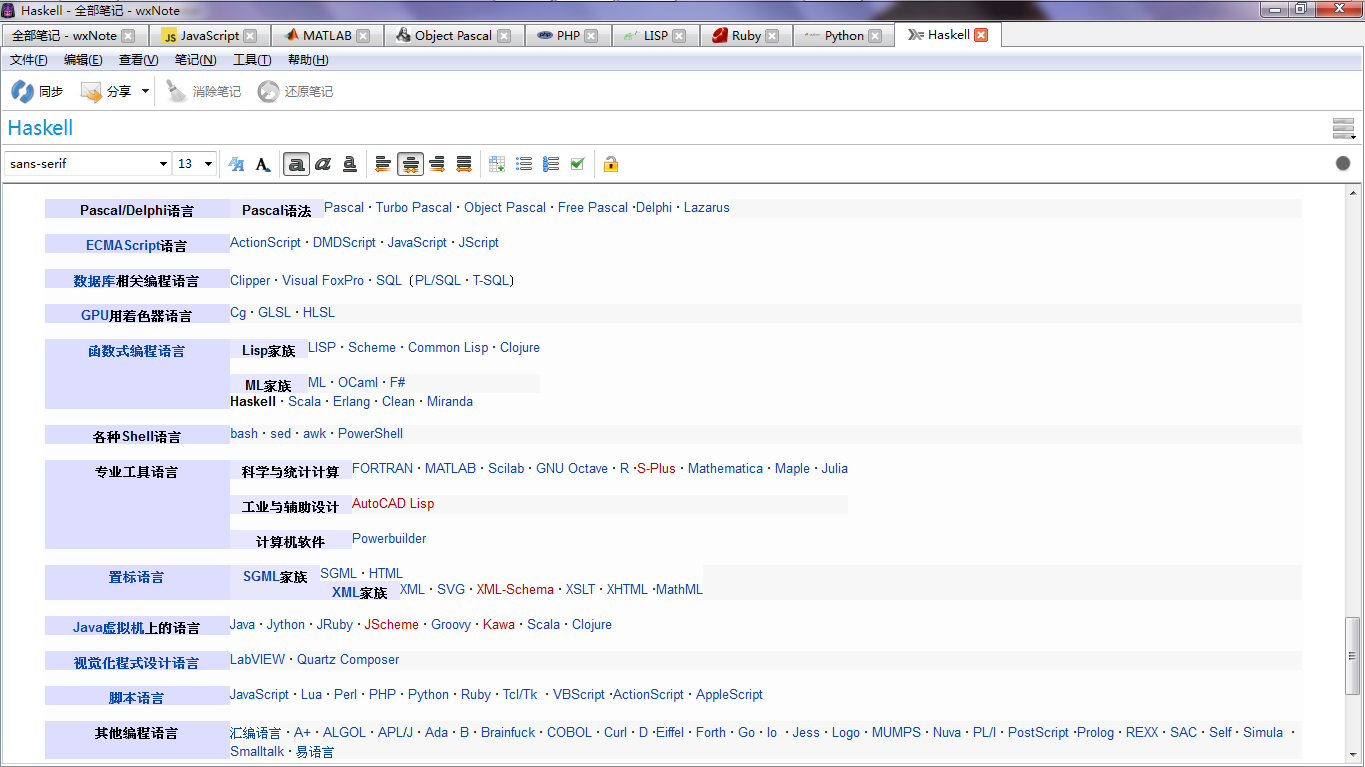 Haskell - 全部笔记 - wxNote
全部笔记 - wxNote JavaScript MATLAB Object Pascal PHP LISP Ruby Python Haskell
文件(F) 编辑(E) 查看(V) 笔记(N) 工具(T) 帮助(H)
同步 分享 消除笔记 还原笔记
Haskell
sans-serif 13
Pascal/Delphi语言 Pascal语法 Pascal · Turbo Pascal · Object Pascal · Free Pascal ·Delphi · Lazarus
ECMAScript语言 ActionScript · DMDScript · JavaScript · JScript
数据库相关编程语言 Clipper · Visual FoxPro · SQL（PL/SQL · T-SQL）
GPU用着色器语言 Cg · GLSL · HLSL
函数式编程语言 Lisp家族 LISP · Scheme · Common Lisp · Clojure
ML家族 ML · OCaml · F#
Haskell · Scala · Erlang · Clean · Miranda
各种Shell语言 bash · sed · awk · PowerShell
专业工具语言 科学与统计计算 FORTRAN · MATLAB · Scilab · GNU Octave · R ·S-Plus · Mathematica · Maple · Julia
工业与辅助设计 AutoCAD Lisp
计算机软件 Powerbuilder
置标语言 SGML家族 SGML · HTML
XML家族 XML · SVG · XML-Schema · XSLT · XHTML ·MathML
Java虚拟机上的语言 Java · Jython · JRuby · JScheme · Groovy · Kawa · Scala · Clojure
视觉化程式设计语言 LabVIEW · Quartz Composer
脚本语言 JavaScript · Lua · Perl · PHP · Python · Ruby · Tcl/Tk · VBScript ·ActionScript · AppleScript
其他编程语言 汇编语言 · A+ · ALGOL · APL/J · Ada · B · Brainfuck · COBOL · Curl · D ·Eiffel · Forth · Go · Io · Jess · Logo · MUMPS · Nuva · PL/I · PostScript ·Prolog · REXX · SAC · Self · Simula ·
Smalltalk · 易语言